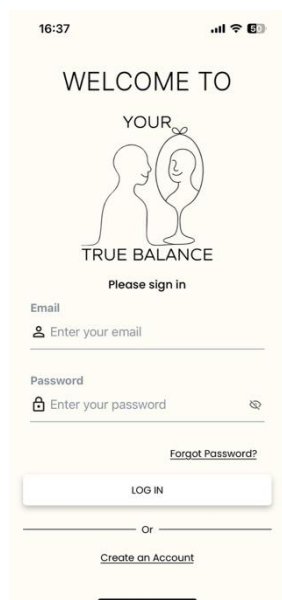 16:37
WELCOME TO
YOUR
TRUE BALANCE
Please sign in
Email
Enter your email
Password
Enter your password
Forgot Password?
LOG IN
Or
Create an Account